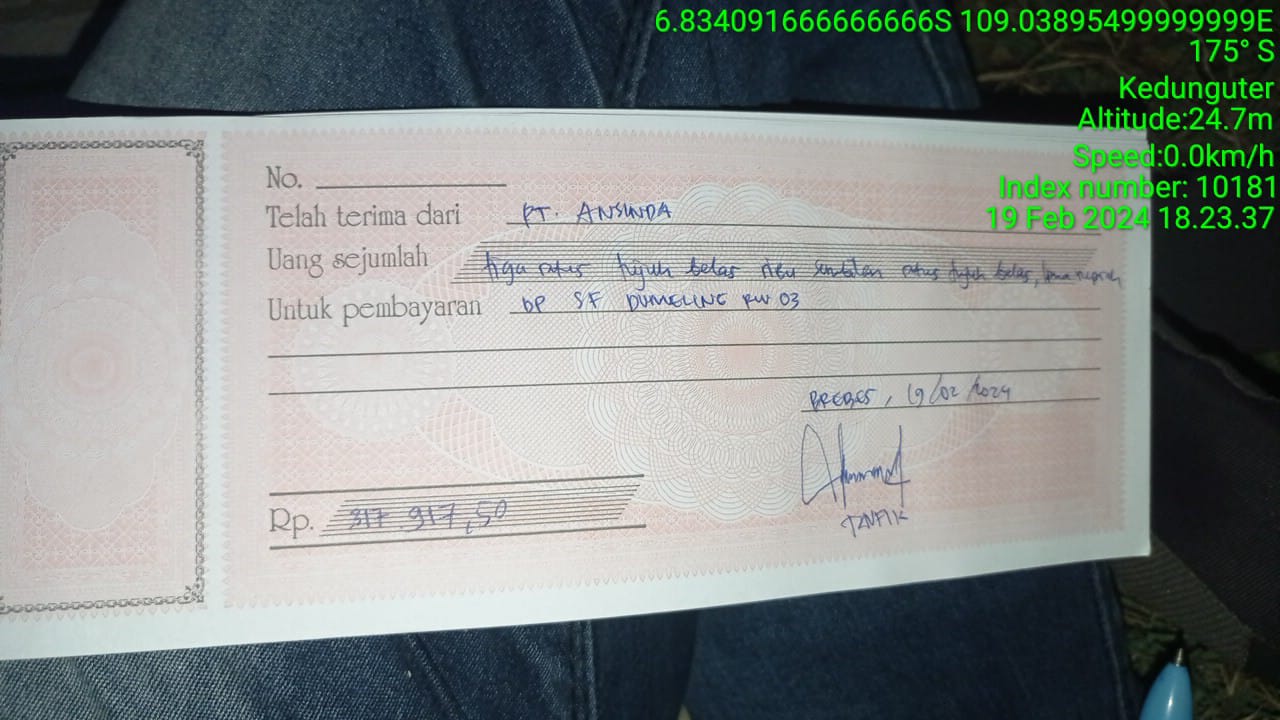 6.834091666666666S 109.03895499999999E
175° S
Kedunguter
Altitude:24.7m
Speed:0.0km/h
Index number: 10181
19 Feb 2024 18.23.37
No.
Telah terima dari PT. ANSINDA
Uang sejumlah tiga ratus tujuh belas ribu sembilan ratus tujuh belas, lima rupiah
Untuk pembayaran DP SF DUMELING RW 03
BREBES, 19/02/2024
Rp. 317.917,50
TAUFIK